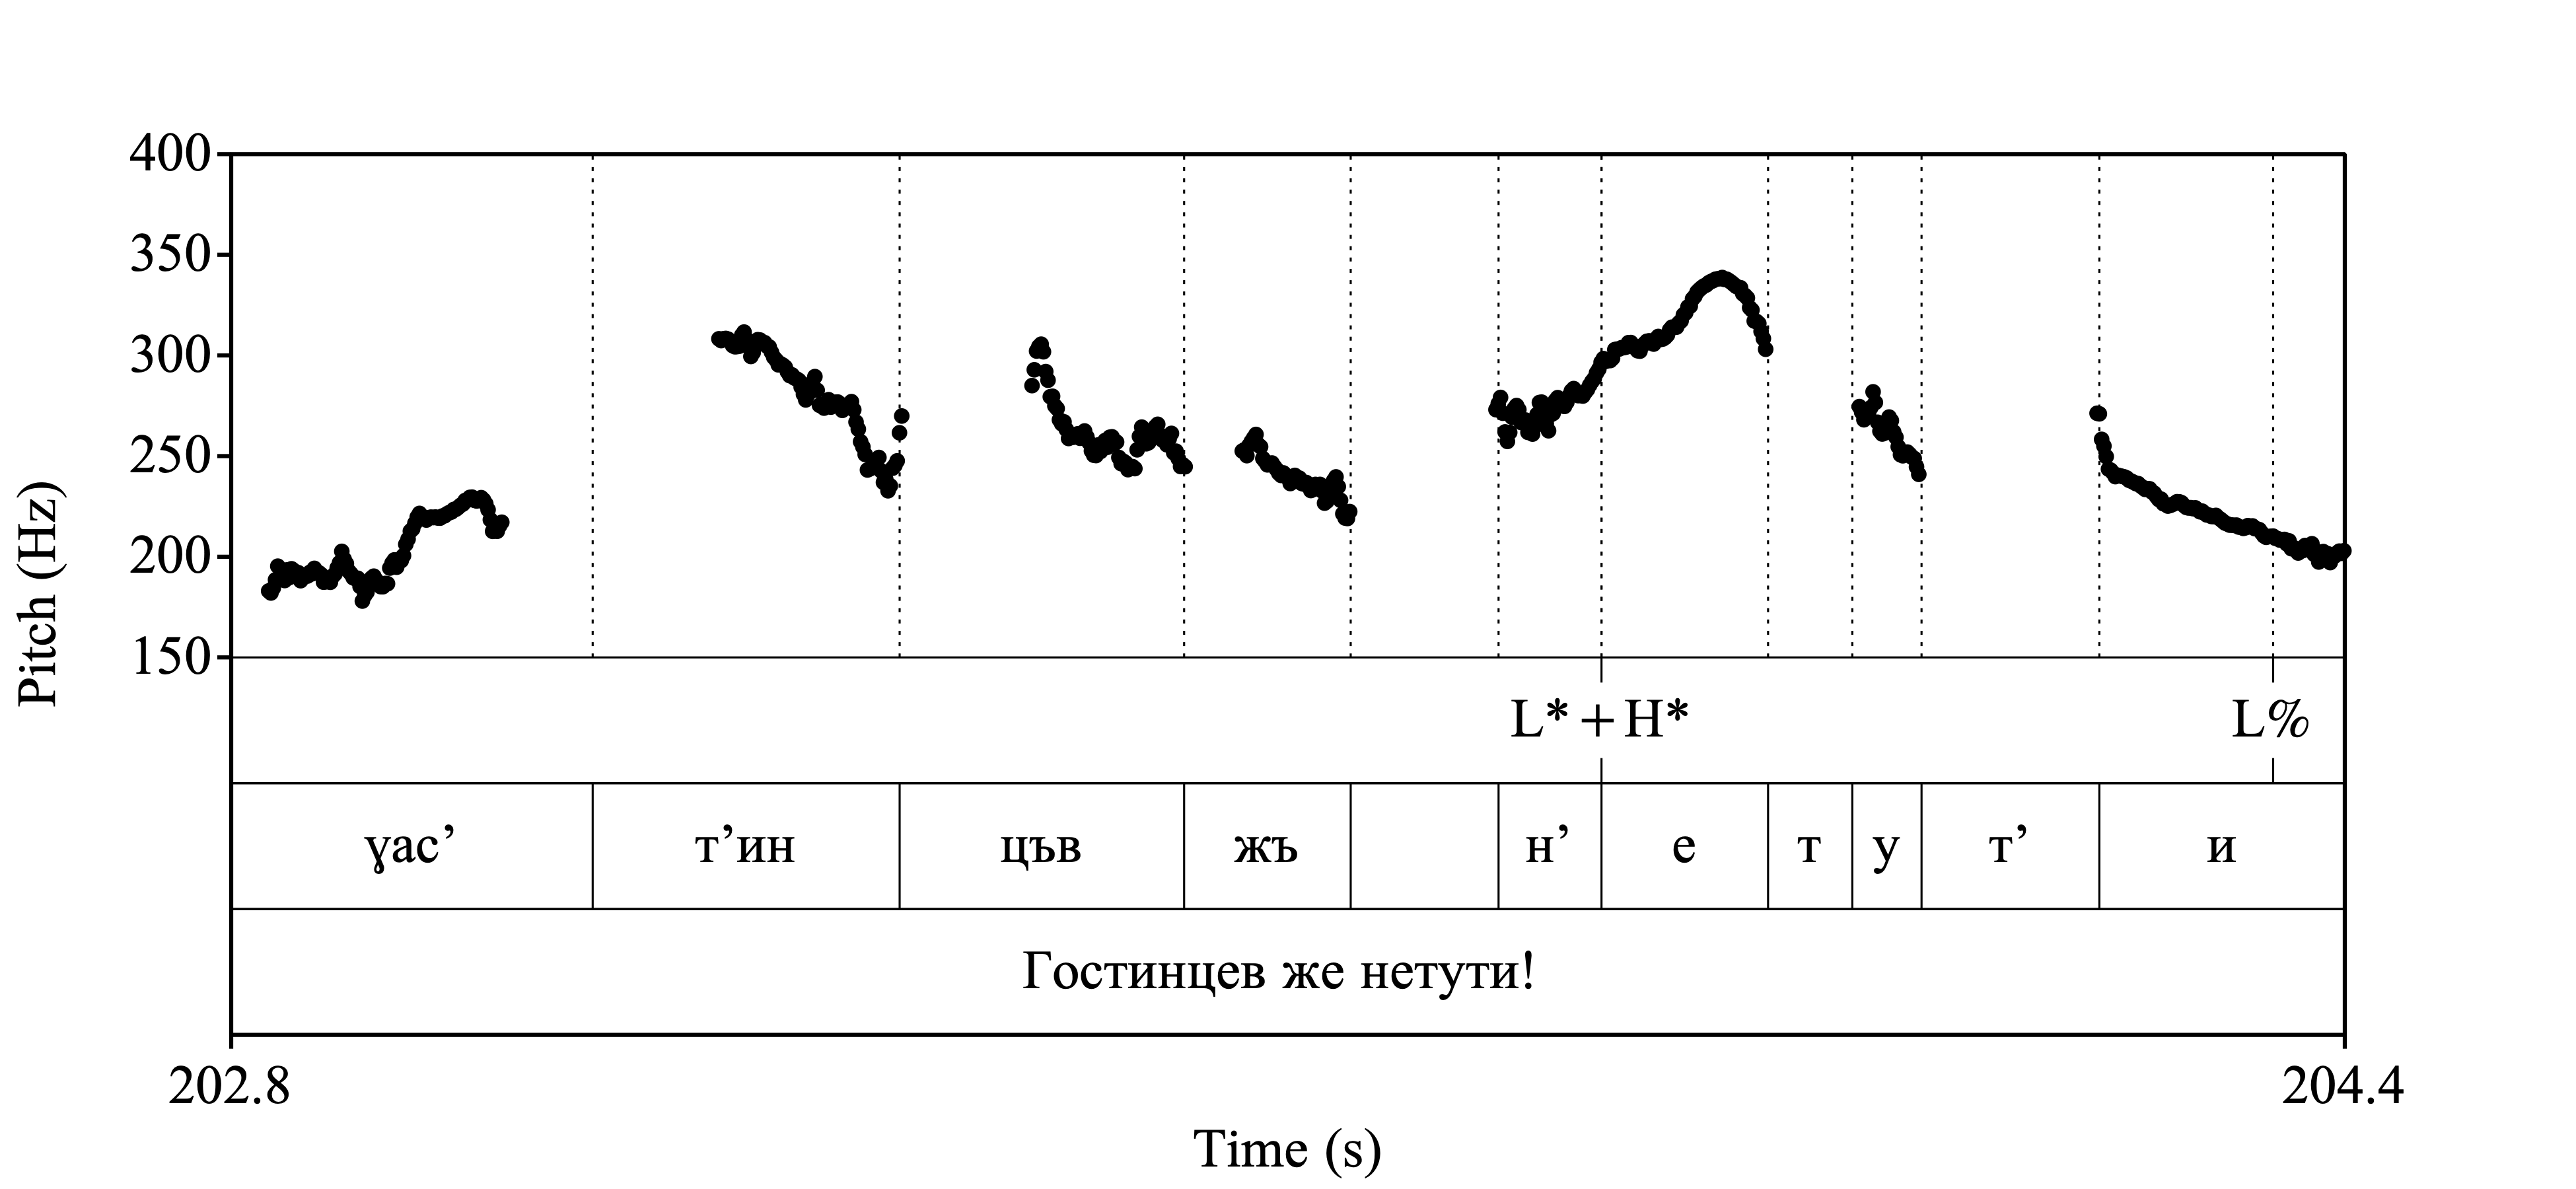 400
350
300
250
200
150
Pitch (Hz)
L* + H* L%
ɣас’ т’ин цъв жъ н’ е т у т’ и
Гостинцев же нетути!
202.8 204.4
Time (s)